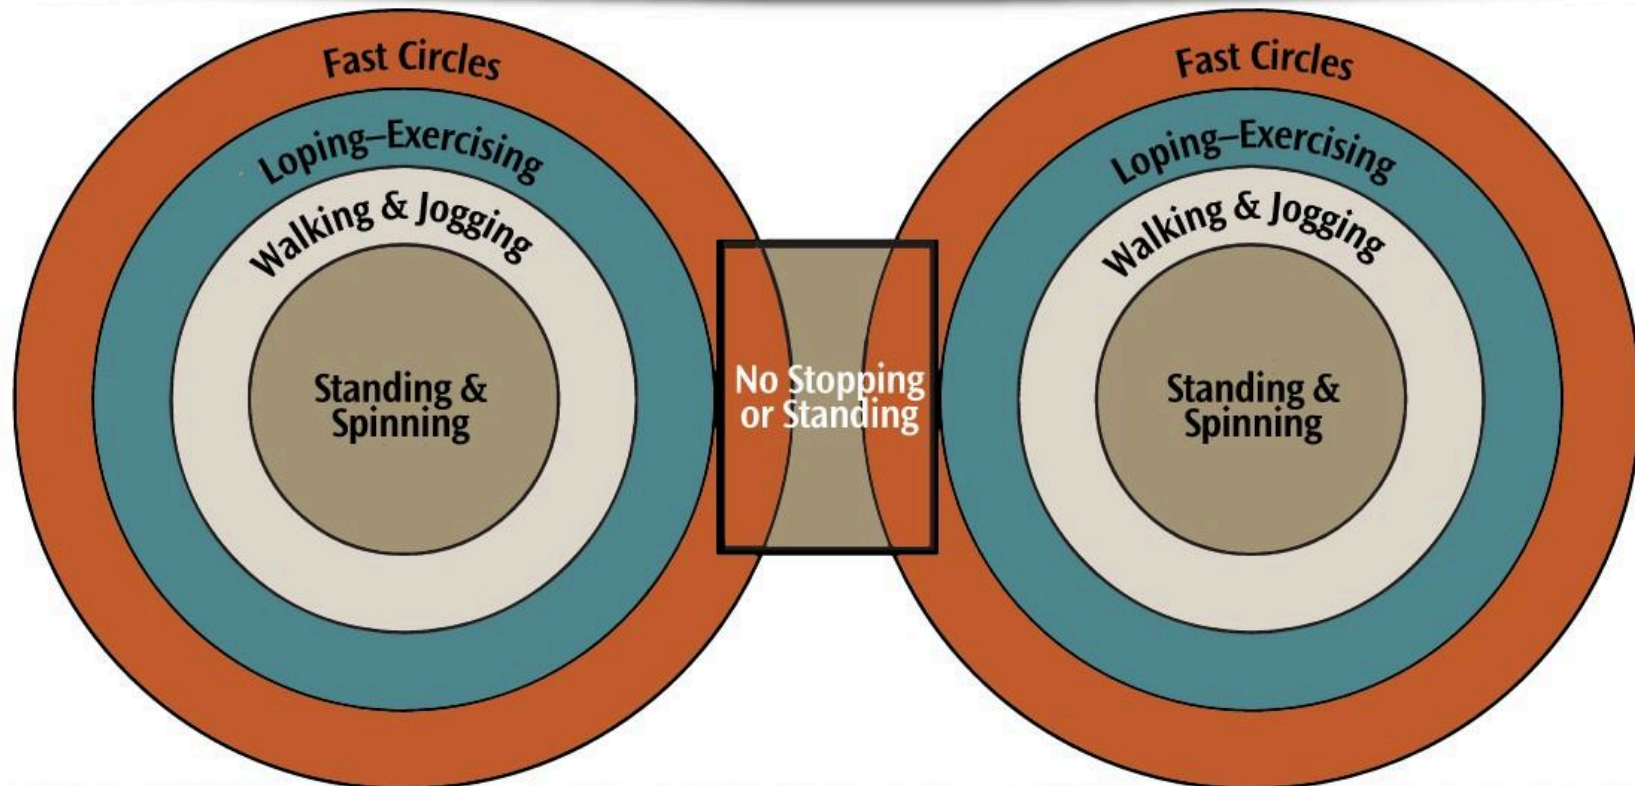 Fast Circles
Loping–Exercising
Walking & Jogging
Standing &
Spinning
No Stopping
or Standing
Fast Circles
Loping–Exercising
Walking & Jogging
Standing &
Spinning